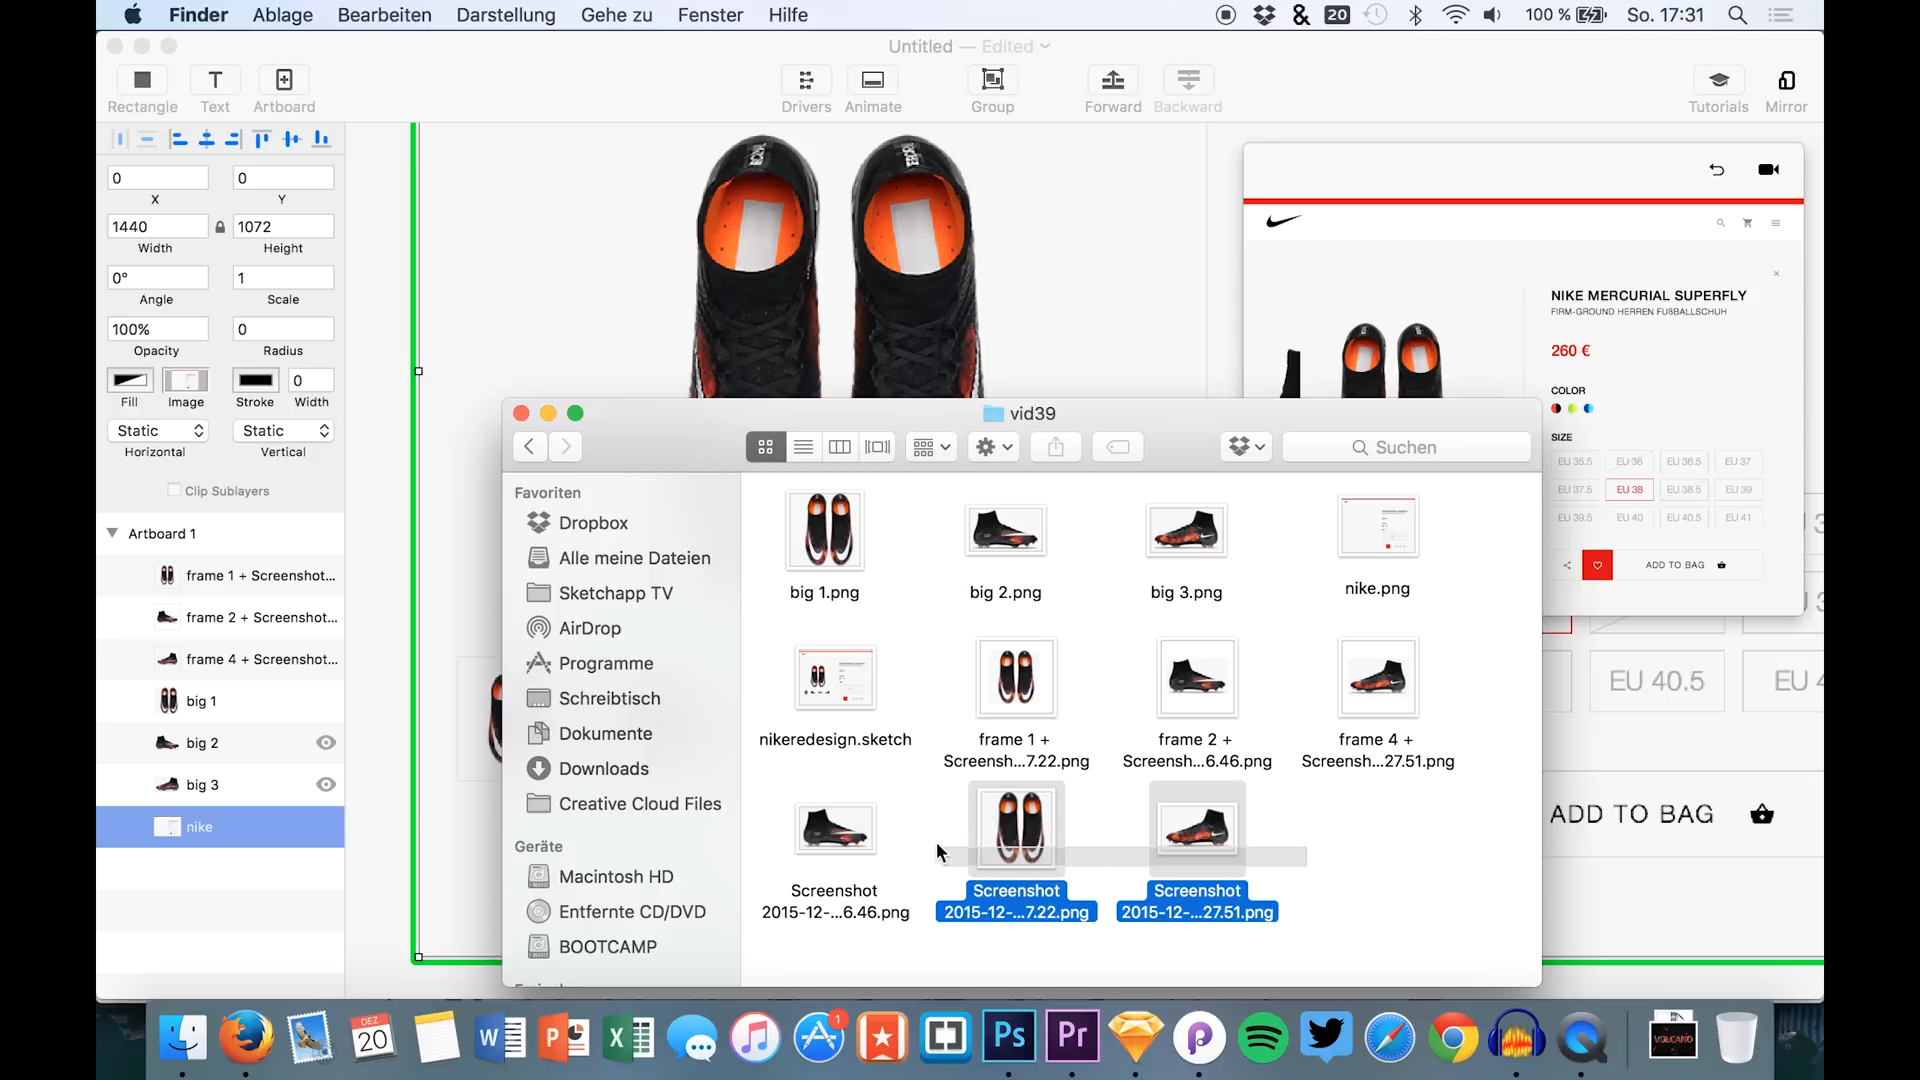 Finder Ablage Bearbeiten Darstellung Gehe zu Fenster Hilfe
20 100 % So. 17:31
Untitled — Edited
Rectangle Text Artboard Drivers Animate Group Forward Backward Tutorials Mirror
0 0
X Y
1440 1072
Width Height
0° 1
Angle Scale
100% 0
Opacity Radius
0
Fill Image Stroke Width
Static Static
Horizontal Vertical
Clip Sublayers
Artboard 1
frame 1 + Screenshot...
frame 2 + Screenshot...
frame 4 + Screenshot...
big 1
big 2
big 3
nike
NIKE MERCURIAL SUPERFLY
FIRM-GROUND HERREN FUßBALLSCHUH
260 €
COLOR
SIZE
EU 35.5 EU 36 EU 36.5 EU 37
EU 37.5 EU 38 EU 38.5 EU 39
EU 39.5 EU 40 EU 40.5 EU 41
ADD TO BAG
EU 40.5 EU 4
ADD TO BAG
vid39
Suchen
Favoriten
Dropbox
Alle meine Dateien
Sketchapp TV
AirDrop
Programme
Schreibtisch
Dokumente
Downloads
Creative Cloud Files
Geräte
Macintosh HD
Entfernte CD/DVD
BOOTCAMP
big 1.png big 2.png big 3.png nike.png
nikeredesign.sketch
frame 1 +
Screensh...7.22.png
frame 2 +
Screensh...6.46.png
frame 4 +
Screensh...27.51.png
Screenshot
2015-12-...6.46.png
Screenshot
2015-12-...7.22.png
Screenshot
2015-12-...27.51.png
DEZ
20
W P X 1 Ps Pr
VOLCANO